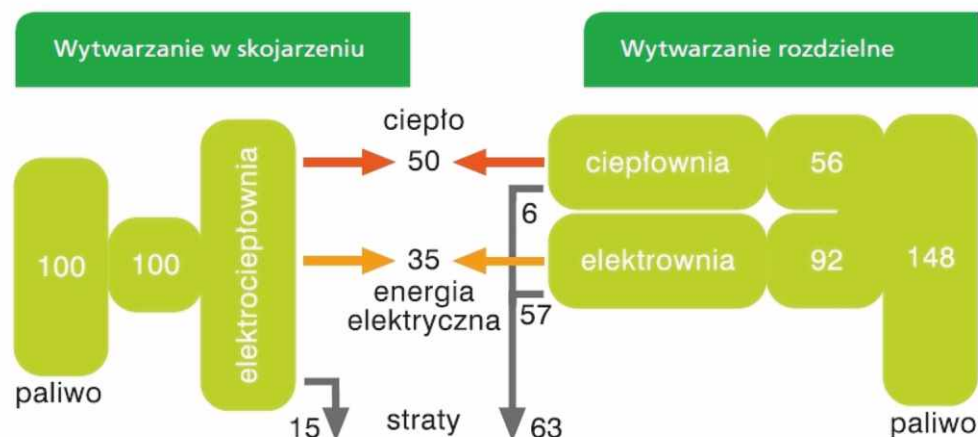 Wytwarzanie w skojarzeniu
Wytwarzanie rozdzielne
ciepło
50
elektrociepłownia
100
100
paliwo
35
energia
elektryczna
15
straty
63
6
57
ciepłownia
56
elektrownia
92
148
paliwo